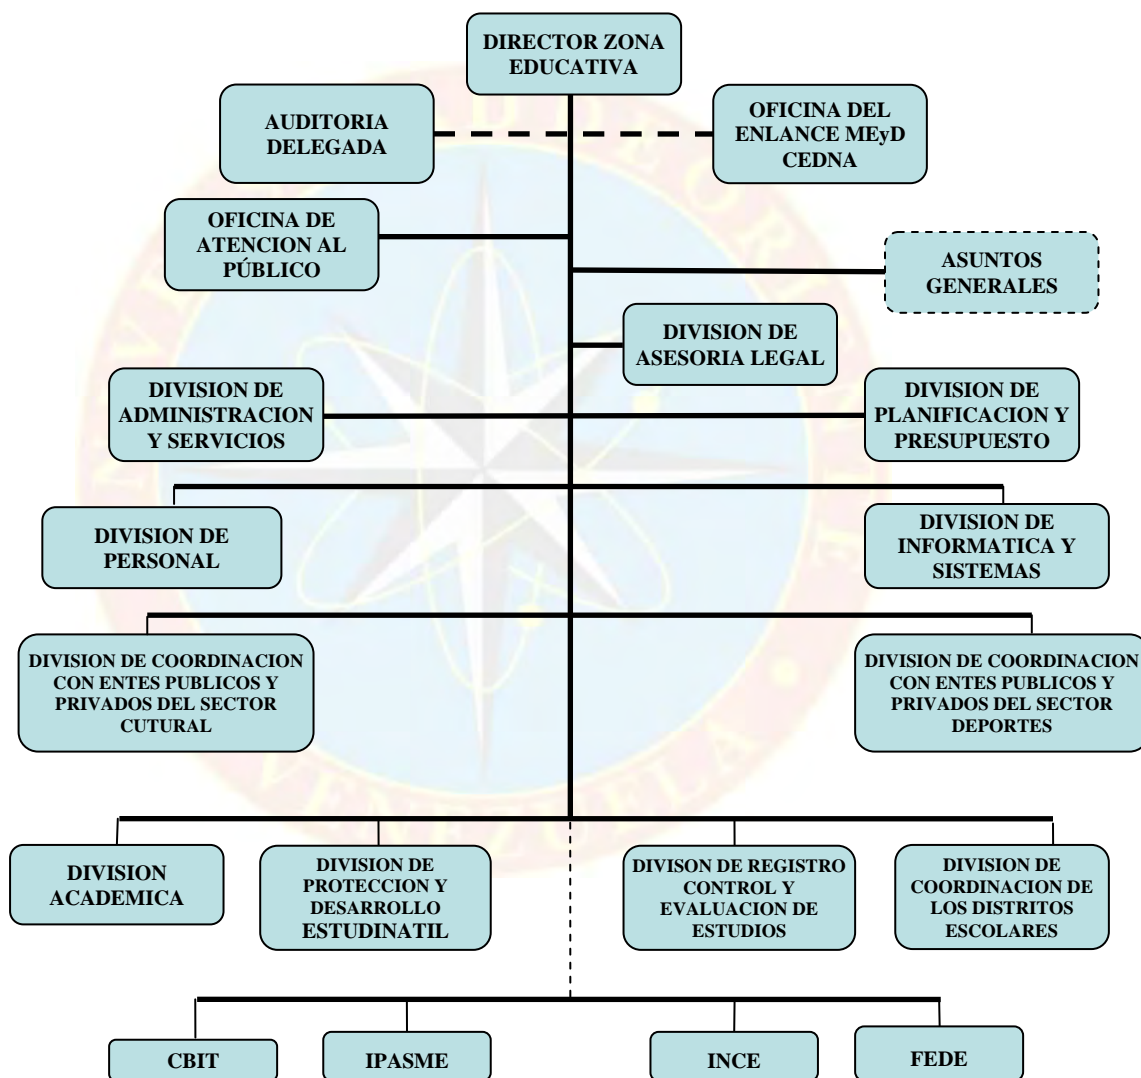 DIRECTOR ZONA
EDUCATIVA
AUDITORIA
DELEGADA
OFICINA DEL
ENLANCE MEyD
CEDNA
OFICINA DE
ATENCION AL
PÚBLICO
ASUNTOS
GENERALES
DIVISION DE
ASESORIA LEGAL
DIVISION DE
ADMINISTRACION
Y SERVICIOS
DIVISION DE
PLANIFICACION Y
PRESUPUESTO
DIVISION DE
PERSONAL
DIVISION DE
INFORMATICA Y
SISTEMAS
DIVISION DE COORDINACION
CON ENTES PUBLICOS Y
PRIVADOS DEL SECTOR
CUTURAL
DIVISION DE COORDINACION
CON ENTES PUBLICOS Y
PRIVADOS DEL SECTOR
DEPORTES
DIVISION
ACADEMICA
DIVISION DE
PROTECCION Y
DESARROLLO
ESTUDINATIL
DIVISON DE REGISTRO
CONTROL Y
EVALUACION DE
ESTUDIOS
DIVISION DE
COORDINACION DE
LOS DISTRITOS
ESCOLARES
CBIT
IPASME
INCE
FEDE
VENEZUELA